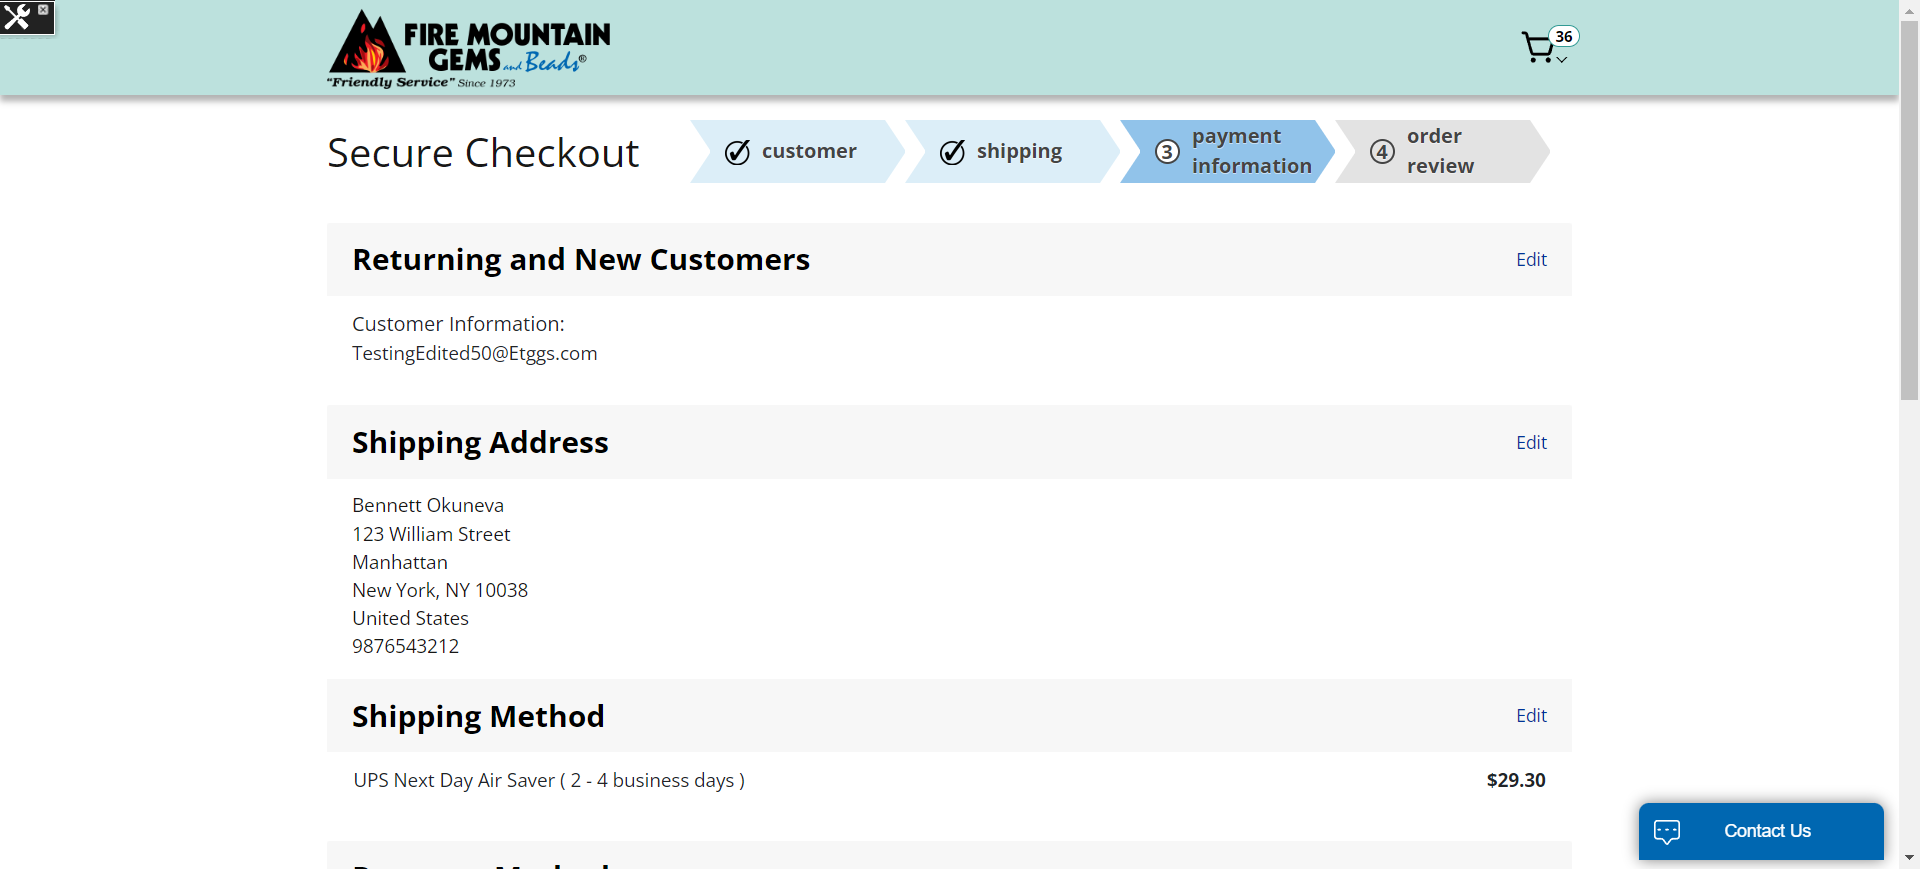 FIRE MOUNTAIN
GEMS and Beads®
"Friendly Service" Since 1973
36
Secure Checkout
customer
shipping
3 payment information
4 order review
Returning and New Customers
Edit
Customer Information:
TestingEdited50@Etggs.com
Shipping Address
Edit
Bennett Okuneva
123 William Street
Manhattan
New York, NY 10038
United States
9876543212
Shipping Method
Edit
UPS Next Day Air Saver ( 2 - 4 business days )
$29.30
Contact Us